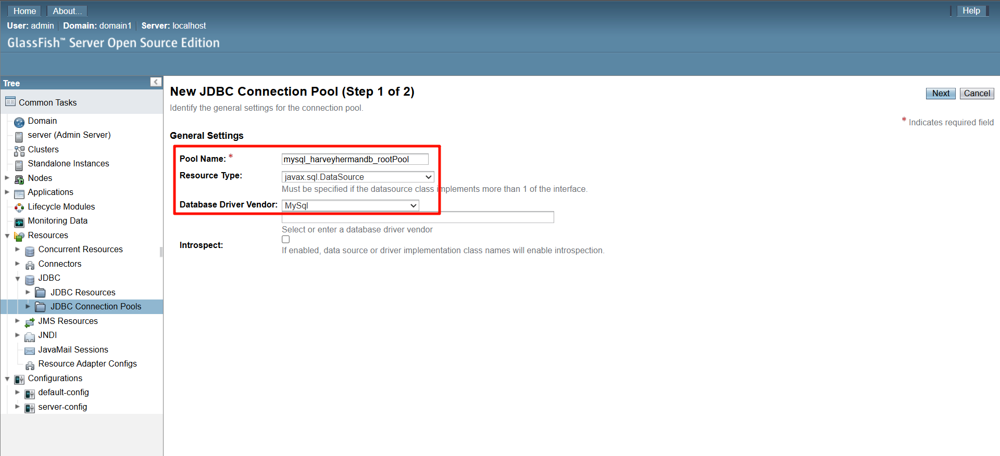 Home About... Help
User: admin Domain: domain1 Server: localhost
GlassFish™ Server Open Source Edition
Tree
Common Tasks
Domain
server (Admin Server)
Clusters
Standalone Instances
Nodes
Applications
Lifecycle Modules
Monitoring Data
Resources
Concurrent Resources
Connectors
JDBC
JDBC Resources
JDBC Connection Pools
JMS Resources
JNDI
JavaMail Sessions
Resource Adapter Configs
Configurations
default-config
server-config
New JDBC Connection Pool (Step 1 of 2)
Next Cancel
Identify the general settings for the connection pool.
* Indicates required field
General Settings
Pool Name: * mysql_harveyhermandb_rootPool
Resource Type: javax.sql.DataSource
Must be specified if the datasource class implements more than 1 of the interface.
Database Driver Vendor: MySql
Select or enter a database driver vendor
Introspect:
If enabled, data source or driver implementation class names will enable introspection.